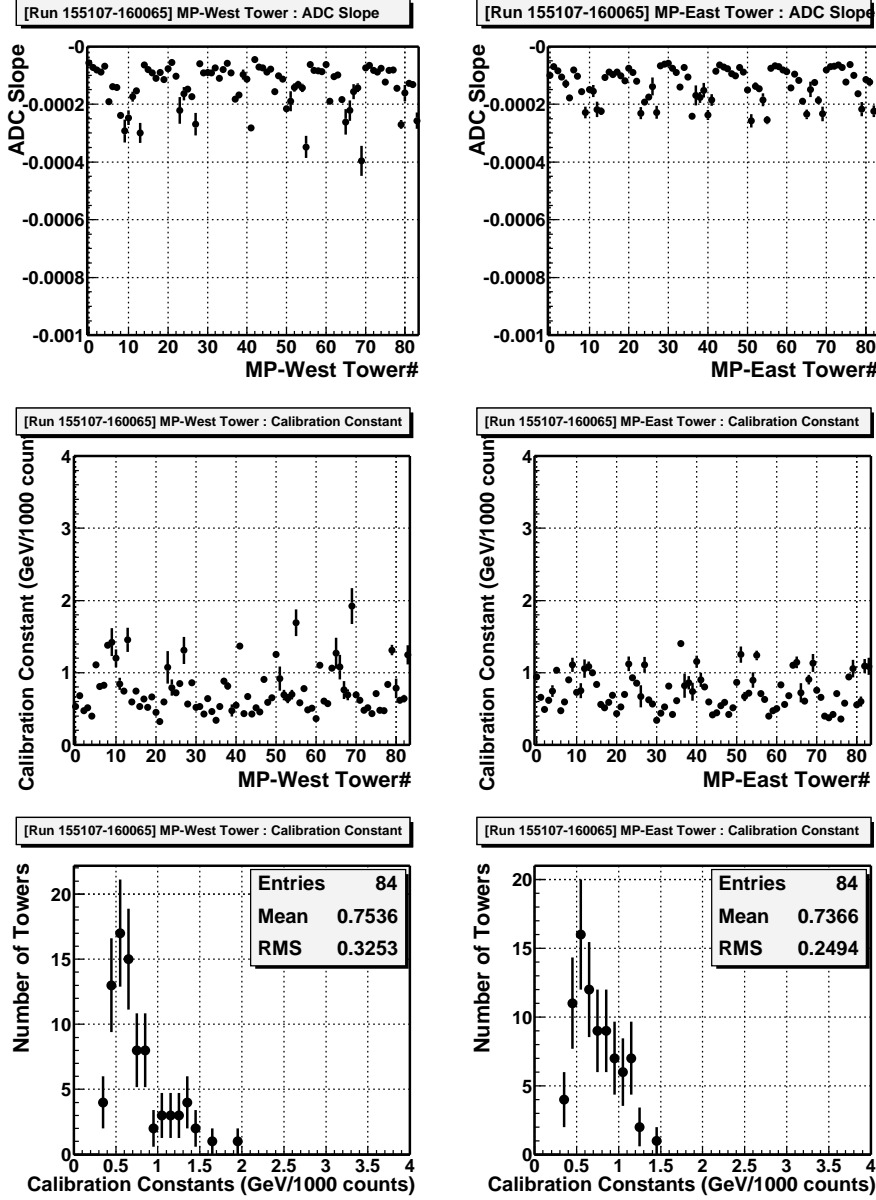 [Run 155107-160065] MP-West Tower : ADC Slope
ADC Slope
-0
-0.0002
-0.0004
-0.0006
-0.0008
-0.001
0 10 20 30 40 50 60 70 80
MP-West Tower#
[Run 155107-160065] MP-East Tower : ADC Slope
ADC Slope
-0
-0.0002
-0.0004
-0.0006
-0.0008
-0.001
0 10 20 30 40 50 60 70 80
MP-East Tower#
[Run 155107-160065] MP-West Tower : Calibration Constant
Calibration Constant (GeV/1000 coun
4
3
2
1
0
0 10 20 30 40 50 60 70 80
MP-West Tower#
[Run 155107-160065] MP-East Tower : Calibration Constant
Calibration Constant (GeV/1000 coun
4
3
2
1
0
0 10 20 30 40 50 60 70 80
MP-East Tower#
[Run 155107-160065] MP-West Tower : Calibration Constant
Number of Towers
20
15
10
5
0
Entries 84
Mean 0.7536
RMS 0.3253
0 0.5 1 1.5 2 2.5 3 3.5 4
Calibration Constants (GeV/1000 counts)
[Run 155107-160065] MP-East Tower : Calibration Constant
Number of Towers
20
15
10
5
0
Entries 84
Mean 0.7366
RMS 0.2494
0 0.5 1 1.5 2 2.5 3 3.5 4
Calibration Constants (GeV/1000 counts)